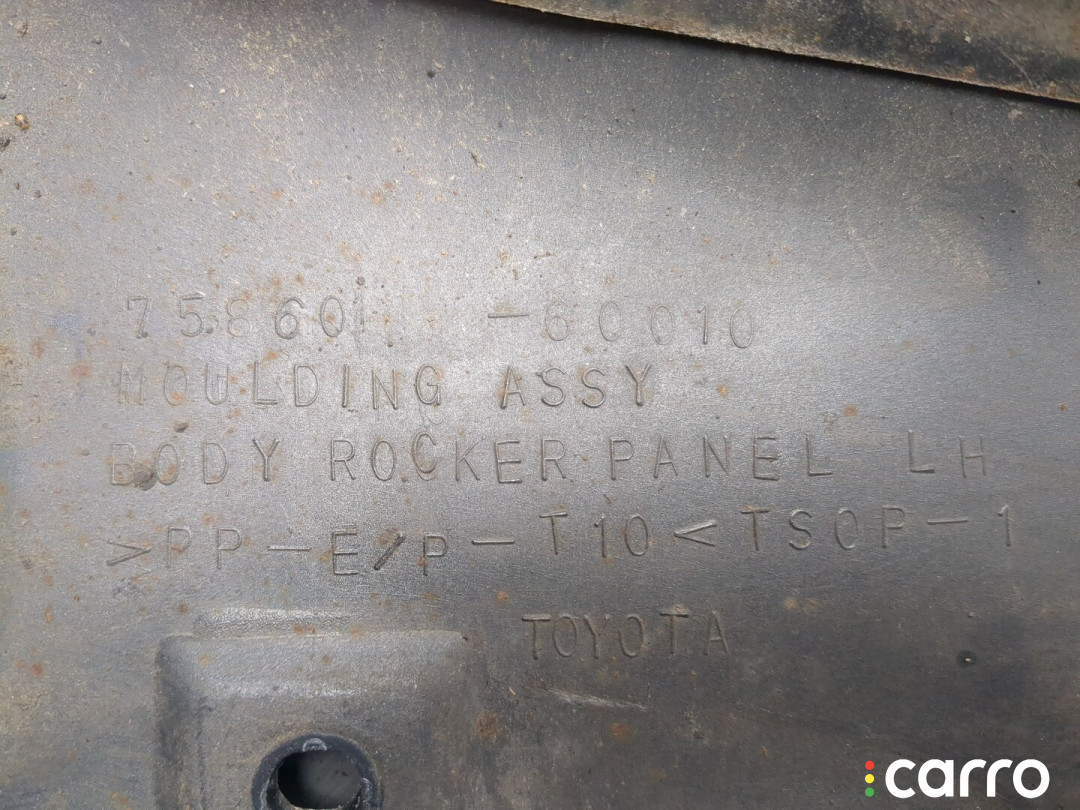 75860 -60010
MOULDING ASSY
BODY ROCKER PANEL LH
>PP-E/P-T10< TSOP-1
TOYOTA
carro